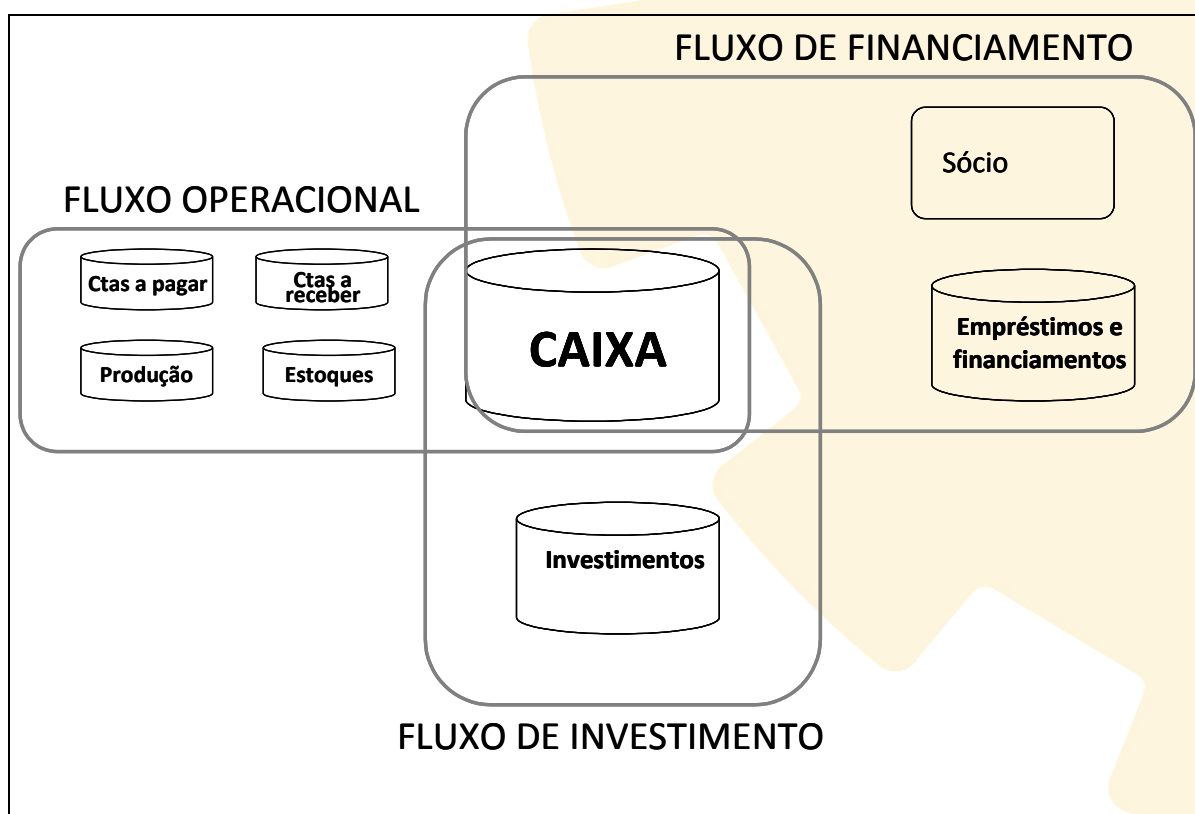 FLUXO DE FINANCIAMENTO
Sócio
FLUXO OPERACIONAL
Ctas a pagar
Ctas a
receber
CAIXA
Empréstimos e
financiamentos
Produção
Estoques
Investimentos
FLUXO DE INVESTIMENTO